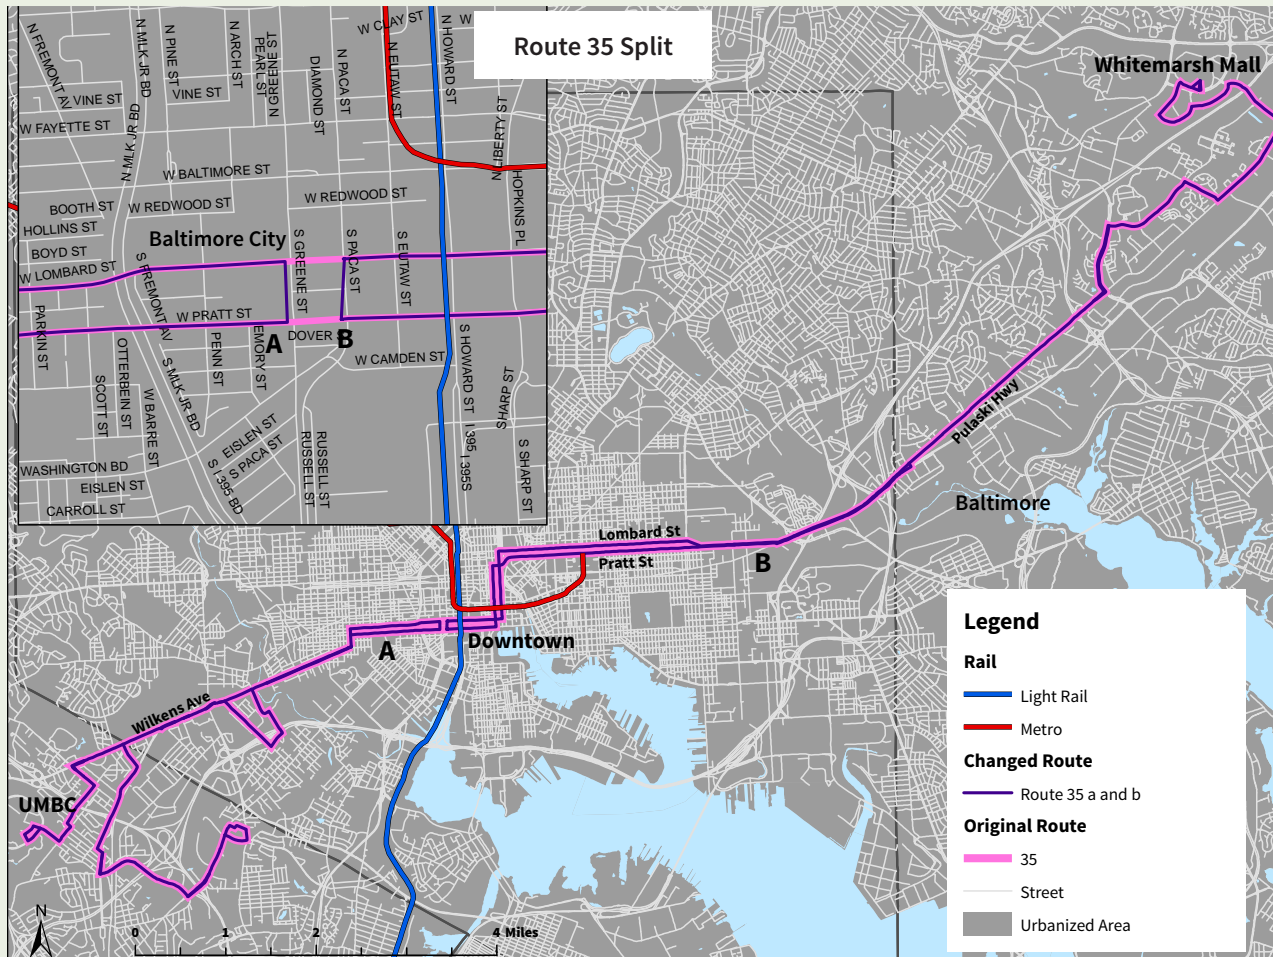 Route 35 Split
N FREMONT AV
N MLK JR BD
N PINE ST
N ARCH ST
PEARL ST
N GREENE ST
DIAMOND ST
N PACA ST
W CLAY ST
N EUTAW ST
N HOWARD ST
W
N LIBERTY ST
HOPKINS PL
VINE ST
VINE ST
W FAYETTE ST
N MLK JR BD
W BALTIMORE ST
W REDWOOD ST
W REDWOOD ST
BOOTH ST
HOLLINS ST
BOYD ST
W LOMBARD ST
Baltimore City
S FREMONT AV
S GREENE ST
S PACA ST
S EUTAW ST
W PRATT ST
PARKIN ST
A
DOVER
B
W CAMDEN ST
EMORY ST
PENN ST
OTTERBEIN ST
SCOTT ST
W BARRE ST
S MLK JR BD
S HOWARD ST
SHARP ST
I 395
I 395S
S SHARP ST
EISLEN ST
S PACA ST
S I 395 BD
RUSSELL ST
RUSSELL ST
WASHINGTON BD
EISLEN ST
CARROLL ST
Whitemarsh Mall
Pulaski Hwy
Baltimore
Lombard St
Pratt St
B
Downtown
A
Wilkens Ave
UMBC
N
0 1 2 4 Miles
Legend
Rail
Light Rail
Metro
Changed Route
Route 35 a and b
Original Route
35
Street
Urbanized Area